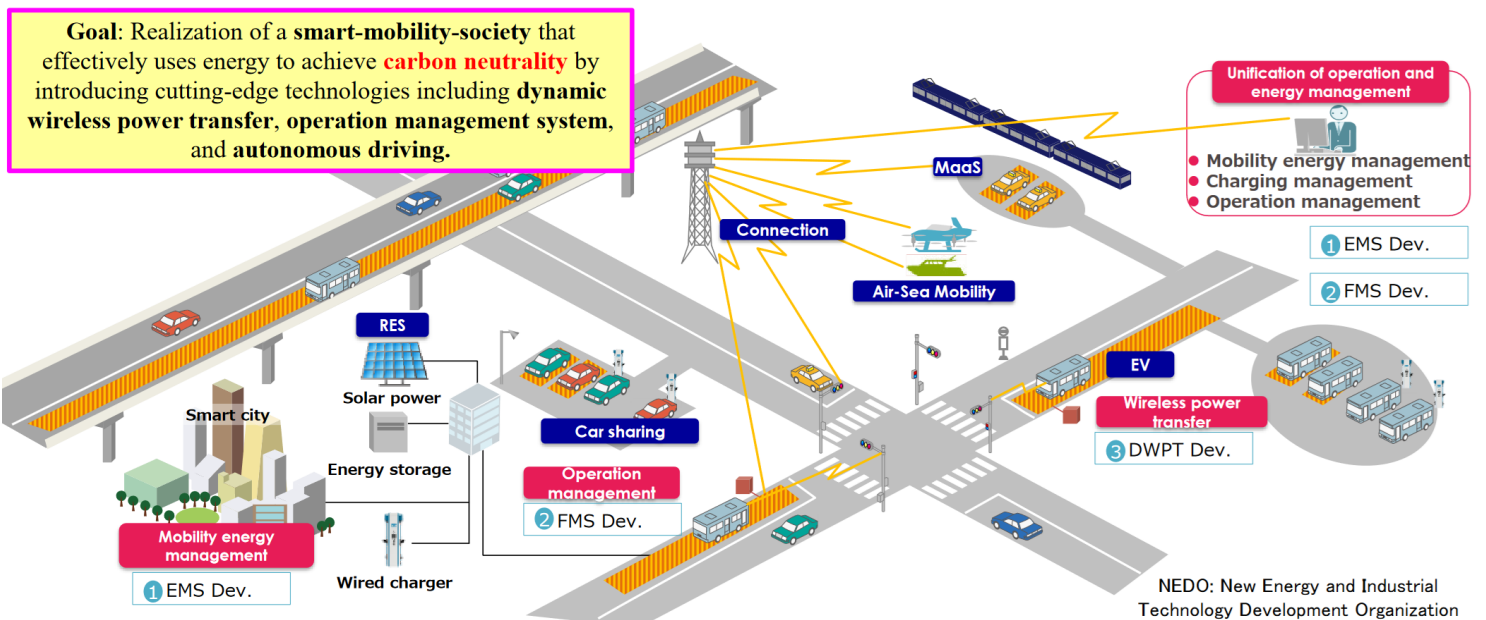 Goal: Realization of a smart-mobility-society that
effectively uses energy to achieve carbon neutrality by
introducing cutting-edge technologies including dynamic
wireless power transfer, operation management system,
and autonomous driving.
Unification of operation and
energy management
● Mobility energy management
● Charging management
● Operation management
1 EMS Dev.
2 FMS Dev.
MaaS
Connection
Air-Sea Mobility
RES
Solar power
Smart city
Energy storage
Car sharing
EV
Wireless power
transfer
3 DWPT Dev.
Operation
management
2 FMS Dev.
Mobility energy
management
1 EMS Dev.
Wired charger
NEDO: New Energy and Industrial
Technology Development Organization